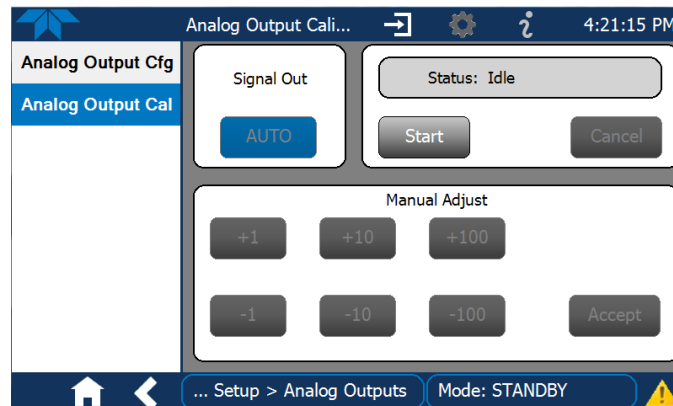 Analog Output Cali... 4:21:15 PM
Analog Output Cfg
Analog Output Cal
Signal Out
AUTO
Status: Idle
Start
Cancel
Manual Adjust
+1
+10
+100
-1
-10
-100
Accept
... Setup > Analog Outputs
Mode: STANDBY